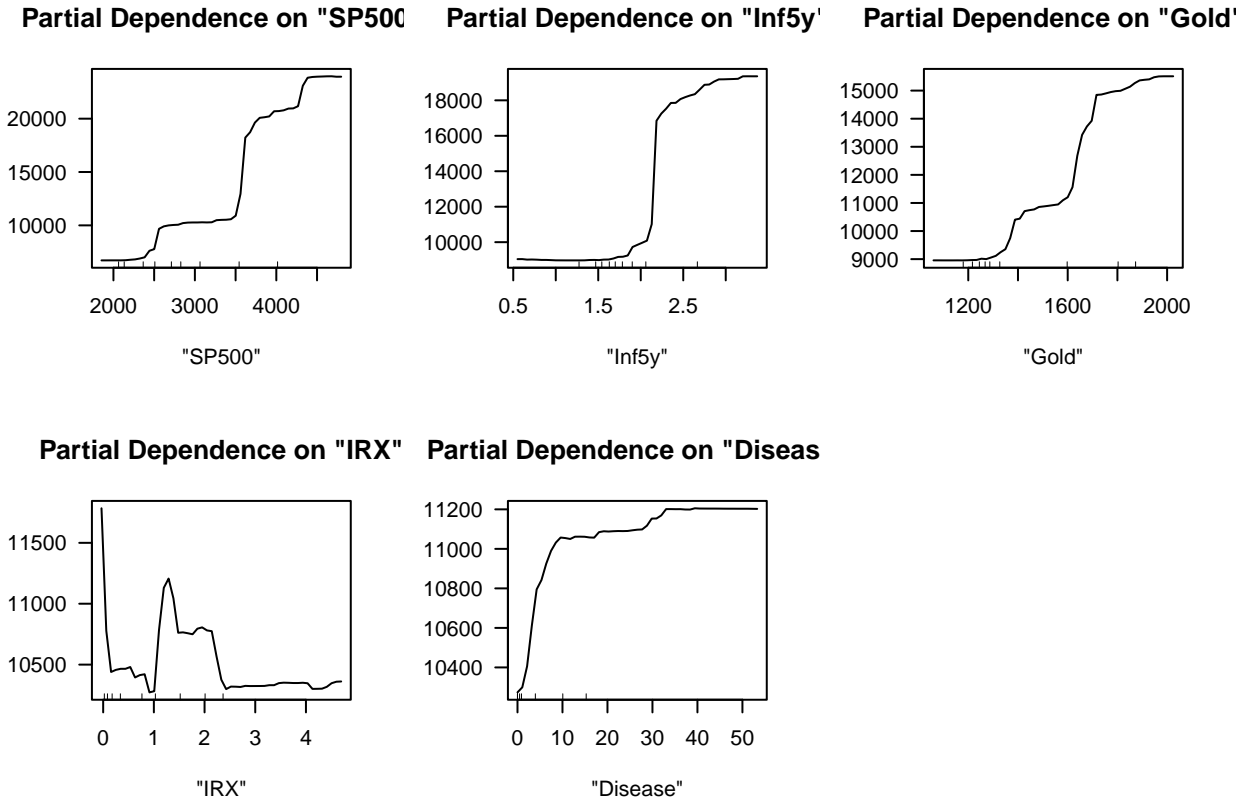 Partial Dependence on "SP500
20000
15000
10000
2000 3000 4000
"SP500"
Partial Dependence on "Inf5y"
18000
16000
14000
12000
10000
0.5 1.5 2.5
"Inf5y"
Partial Dependence on "Gold"
15000
14000
13000
12000
11000
10000
9000
1200 1600 2000
"Gold"
Partial Dependence on "IRX"
11500
11000
10500
0 1 2 3 4
"IRX"
Partial Dependence on "Diseas
11200
11000
10800
10600
10400
0 10 20 30 40 50
"Disease"